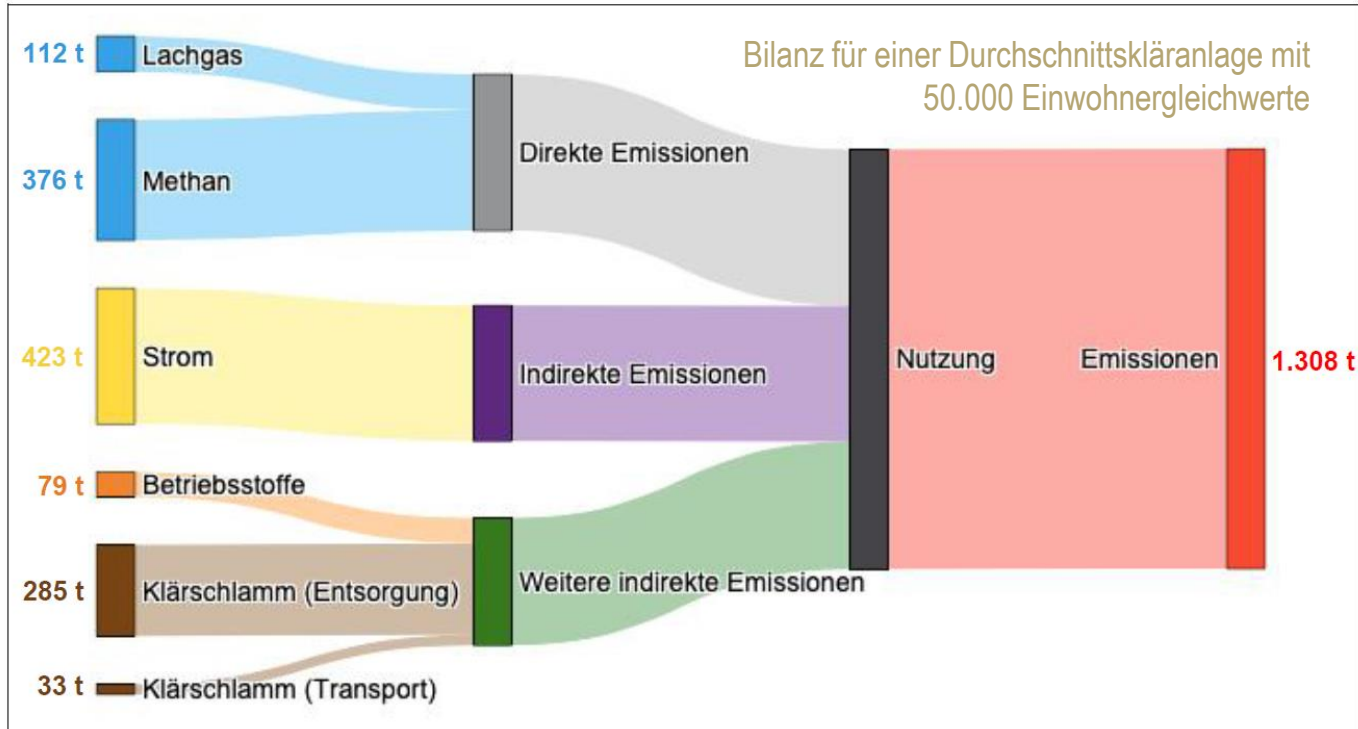 Bilanz für einer Durchschnittskläranlage mit
50.000 Einwohnergleichwerte
112 t Lachgas
376 t Methan
423 t Strom
79 t Betriebsstoffe
285 t Klärschlamm (Entsorgung)
33 t Klärschlamm (Transport)
Direkte Emissionen
Indirekte Emissionen
Weitere indirekte Emissionen
Nutzung
Emissionen 1.308 t